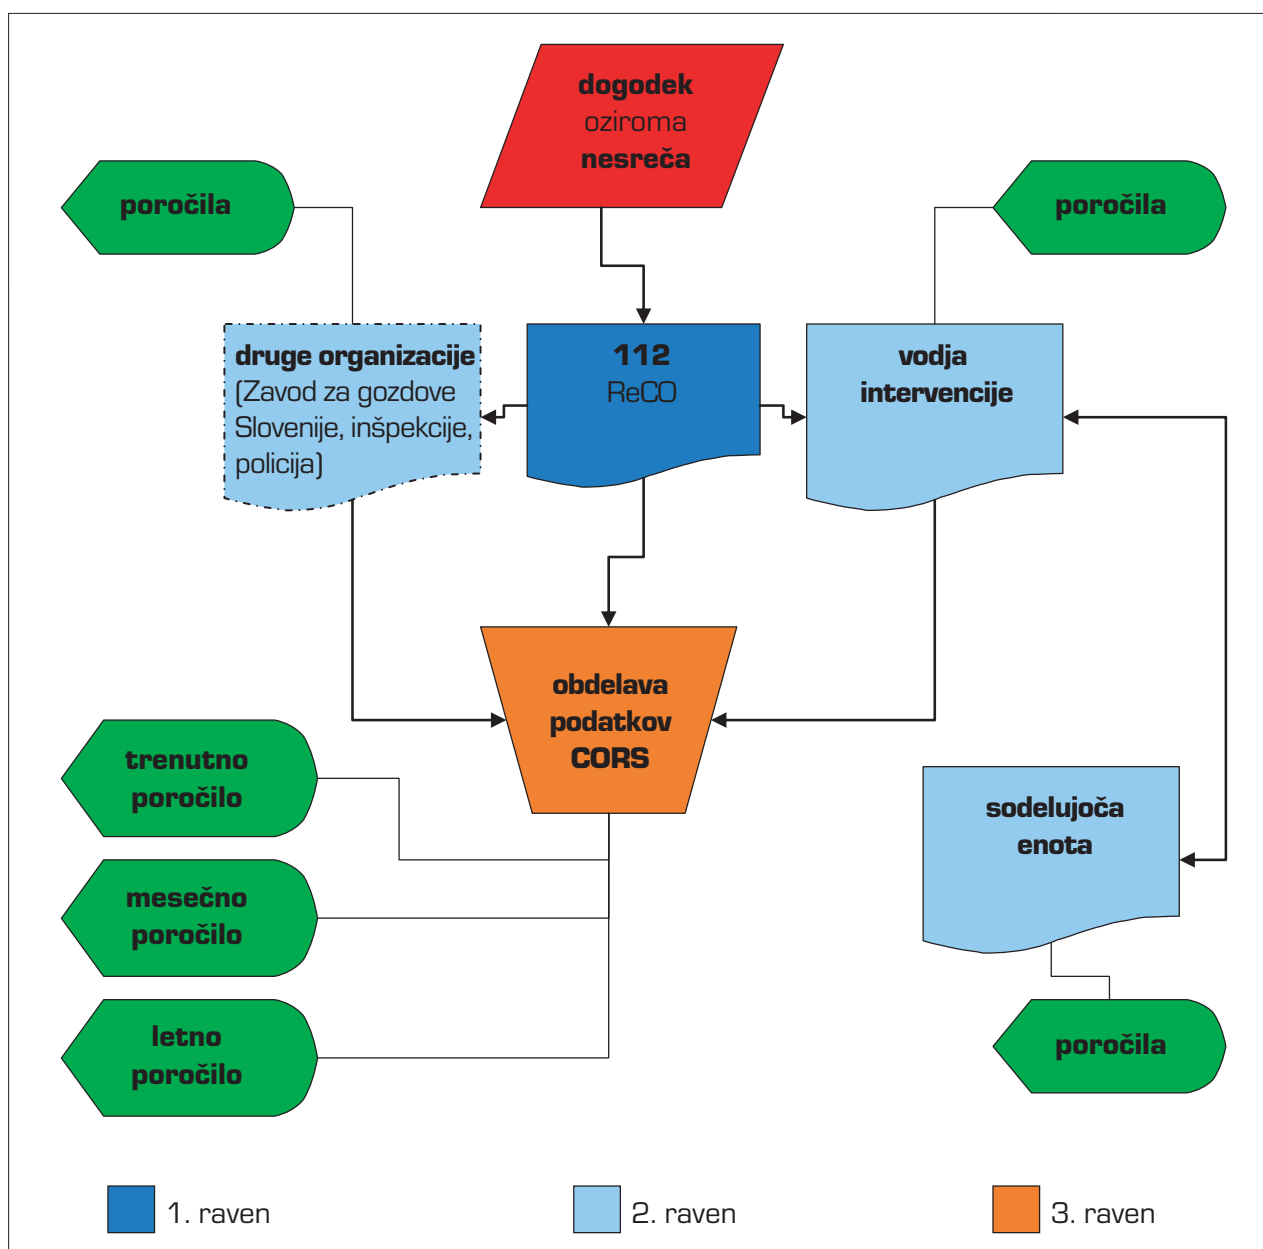 dogodek
oziroma
nesreča
poročila
poročila
druge organizacije
(Zavod za gozdove
Slovenije, inšpekcije,
policija)
112
ReCO
vodja
intervencije
obdelava
podatkov
CORS
trenutno
poročilo
mesečno
poročilo
letno
poročilo
sodelujoča
enota
poročila
1. raven
2. raven
3. raven